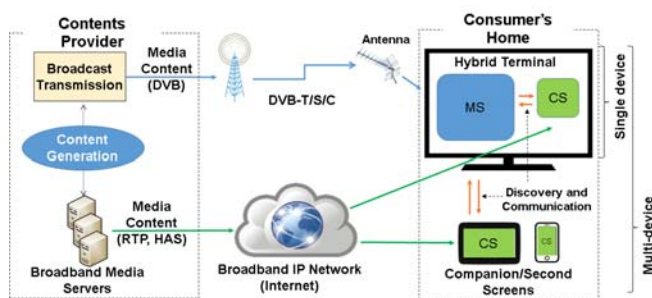 Contents
Provider
Broadcast
Transmission
Media
Content
(DVB)
Content
Generation
Media
Content
(RTP, HAS)
Broadband Media
Servers
DVB-T/S/C
Antenna
Broadband IP Network
(Internet)
Consumer's
Home
Hybrid Terminal
MS
CS
Discovery and
Communication
CS
CS
Companion/Second
Screens
Single device
Multi-device